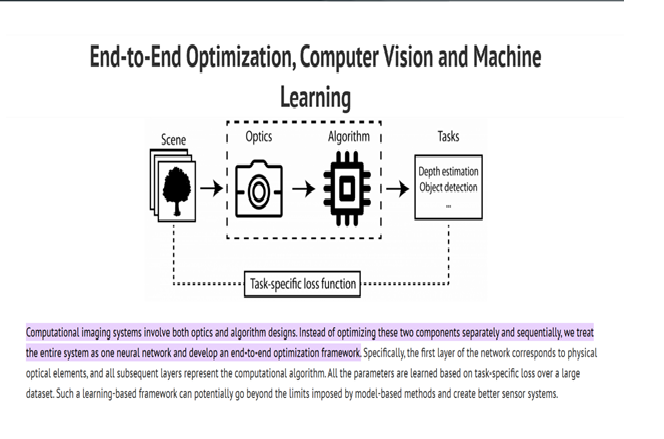 End-to-End Optimization, Computer Vision and Machine
Learning
Scene
Optics
Algorithm
Tasks
Depth estimation
Object detection
...
Task-specific loss function
Computational imaging systems involve both optics and algorithm designs. Instead of optimizing these two components separately and sequentially, we treat
the entire system as one neural network and develop an end-to-end optimization framework. Specifically, the first layer of the network corresponds to physical
optical elements, and all subsequent layers represent the computational algorithm. All the parameters are learned based on task-specific loss over a large
dataset. Such a learning-based framework can potentially go beyond the limits imposed by model-based methods and create better sensor systems.